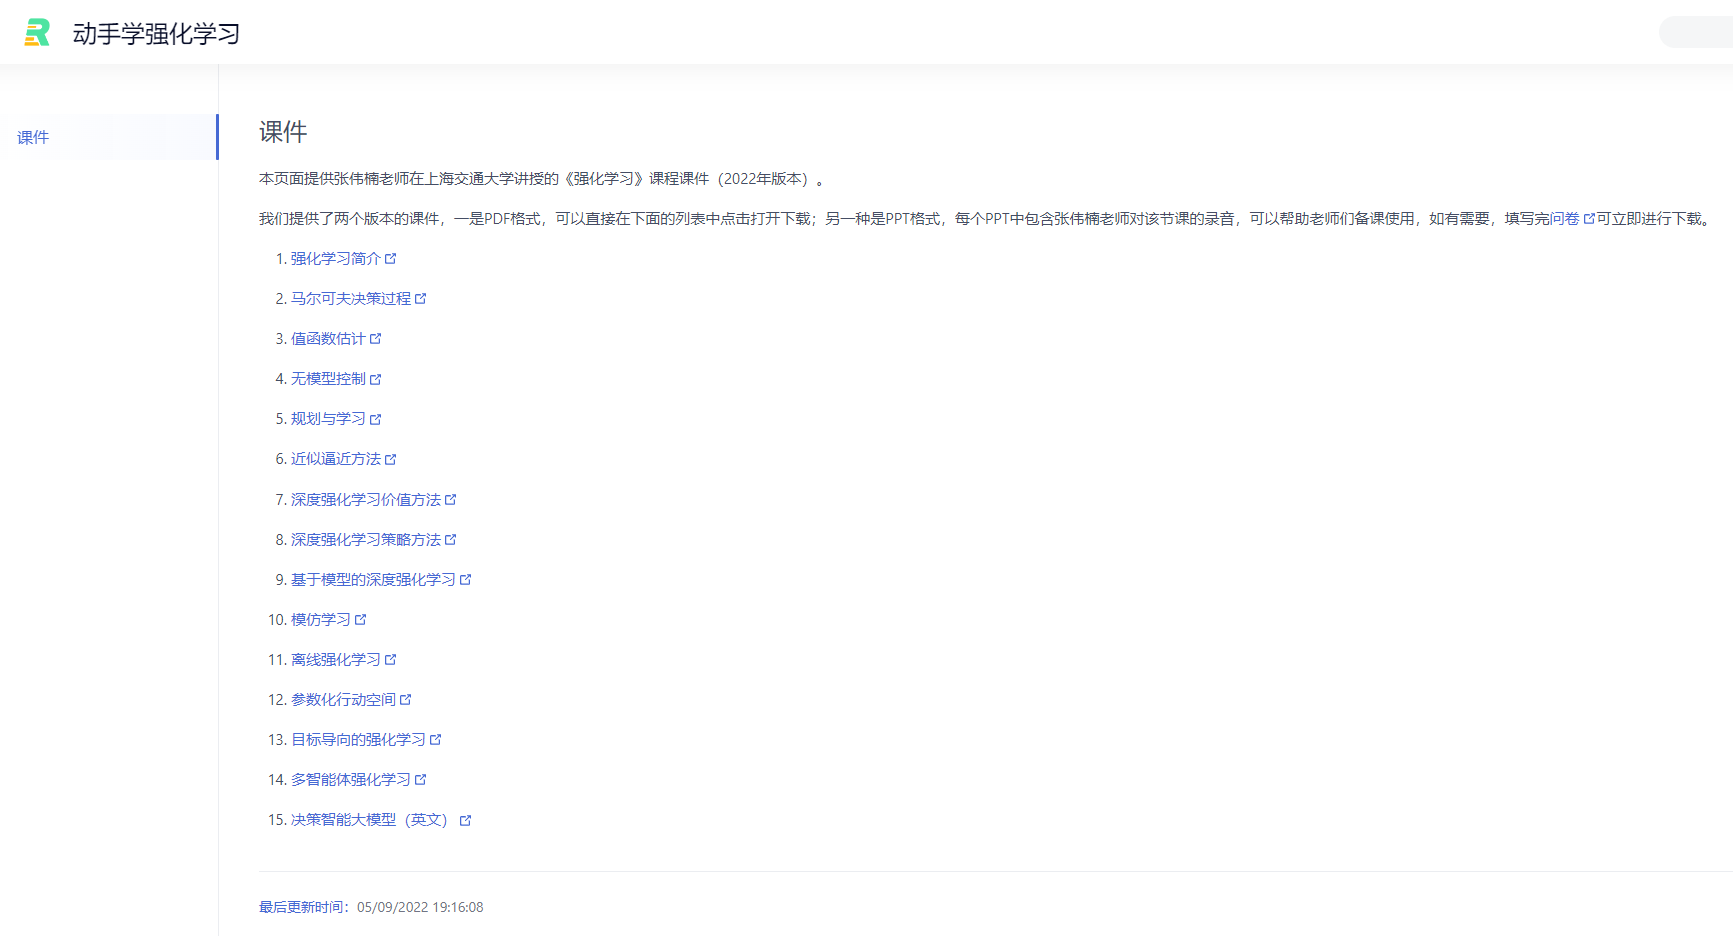 动手学强化学习
课件
课件
本页面提供张伟楠老师在上海交通大学讲授的《强化学习》课程课件（2022年版本）。
我们提供了两个版本的课件，一是PDF格式，可以直接在下面的列表中点击打开下载；另一种是PPT格式，每个PPT中包含张伟楠老师对该节课的录音，可以帮助老师们备课使用，如有需要，填写完问卷可立即进行下载。
1. 强化学习简介
2. 马尔可夫决策过程
3. 值函数估计
4. 无模型控制
5. 规划与学习
6. 近似逼近方法
7. 深度强化学习价值方法
8. 深度强化学习策略方法
9. 基于模型的深度强化学习
10. 模仿学习
11. 离线强化学习
12. 参数化行动空间
13. 目标导向的强化学习
14. 多智能体强化学习
15. 决策智能大模型（英文）
最后更新时间：05/09/2022 19:16:08